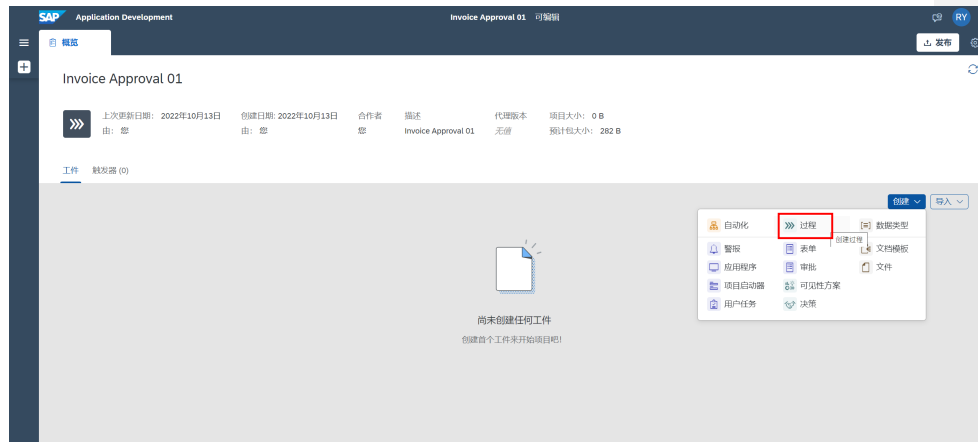 SAP Application Development Invoice Approval 01 可编辑 RY
概览 发布
Invoice Approval 01
上次更新日期: 2022年10月13日 创建日期: 2022年10月13日 合作者 描述 代理版本 项目大小: 0 B
由: 您 由: 您 您 Invoice Approval 01 无值 预计包大小: 282 B
工件 触发器 (0)
创建 导入
自动化 过程 数据类型
创建过程
警报 表单 文档模板
应用程序 审批 文件
项目启动器 可见性方案
用户任务 决策
尚未创建任何工件
创建首个工件来开始项目吧!